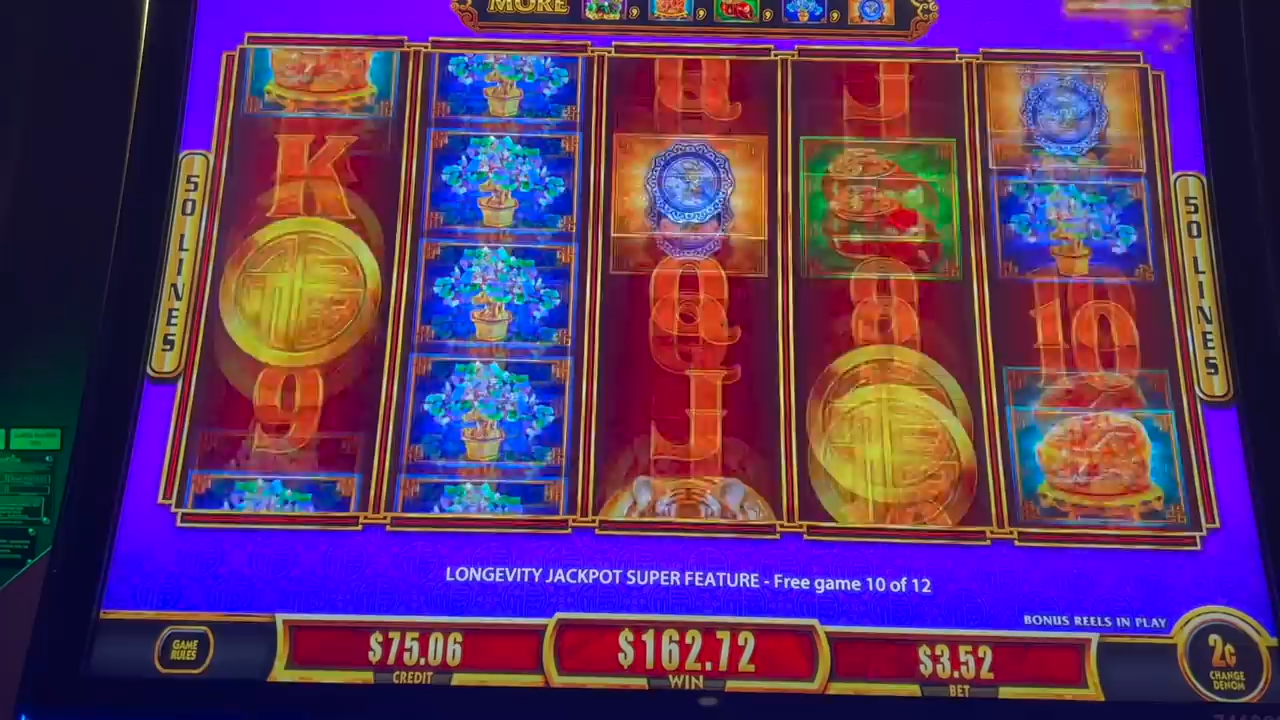 MORE
50 LINES
50 LINES
Q
J
K
Q
9
10
9
J
LONGEVITY JACKPOT SUPER FEATURE - Free game 10 of 12
BONUS REELS IN PLAY
GAME RULES
$75.06
CREDIT
$162.72
WIN
$3.52
BET
2¢
CHANGE
DENOM